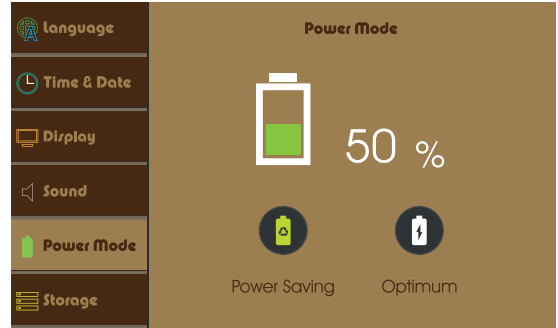 Language
Time & Date
Display
Sound
Power Mode
Storage
Power Mode
50 %
Power Saving
Optimum